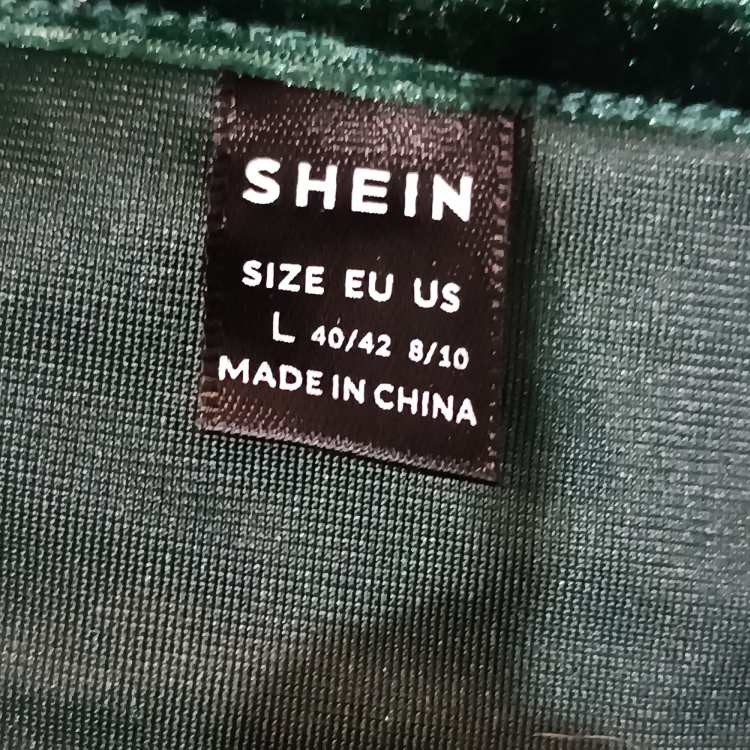 SHEIN
SIZE EU US
L 40/42 8/10
MADE IN CHINA